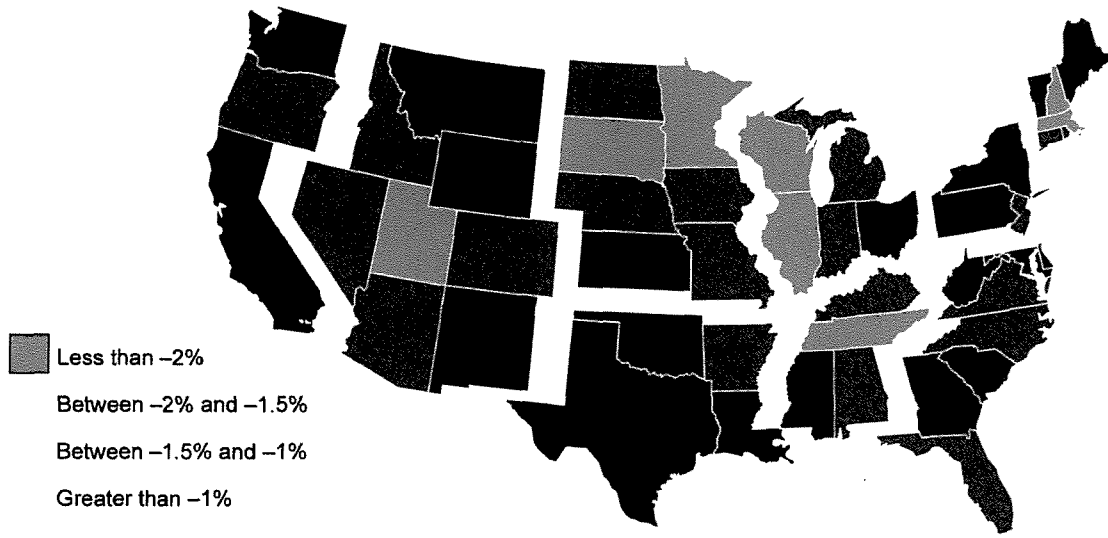 Less than –2%
Between –2% and –1.5%
Between –1.5% and –1%
Greater than –1%